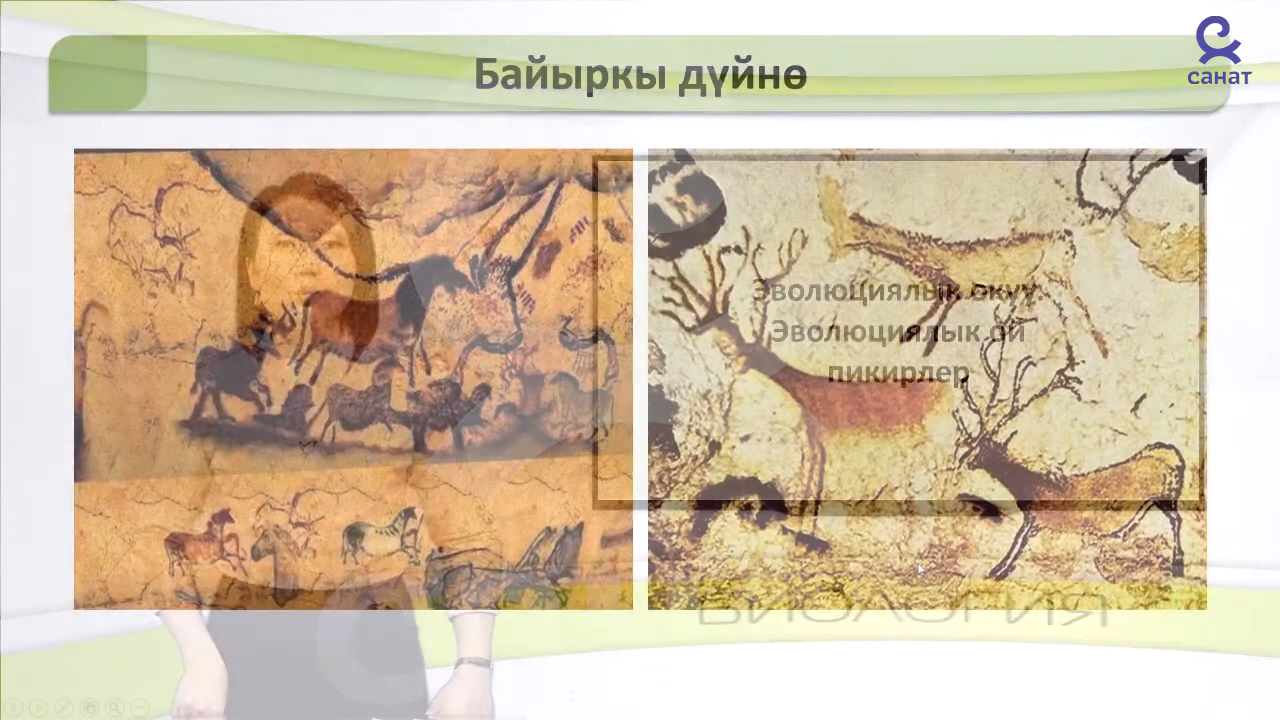 Байыркы дүйнө
санат
Эволюциялык окуу.
Эволюциялык ой
пикирлер
БИОЛОГИЯ